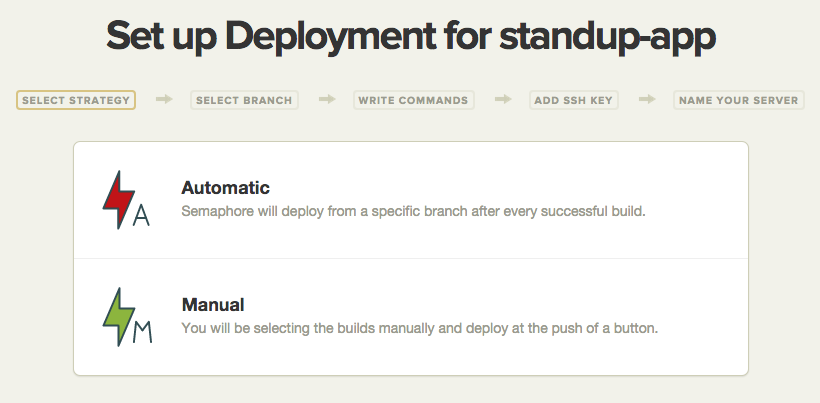 Set up Deployment for standup-app
SELECT STRATEGY SELECT BRANCH WRITE COMMANDS ADD SSH KEY NAME YOUR SERVER
A
Automatic
Semaphore will deploy from a specific branch after every successful build.
M
Manual
You will be selecting the builds manually and deploy at the push of a button.